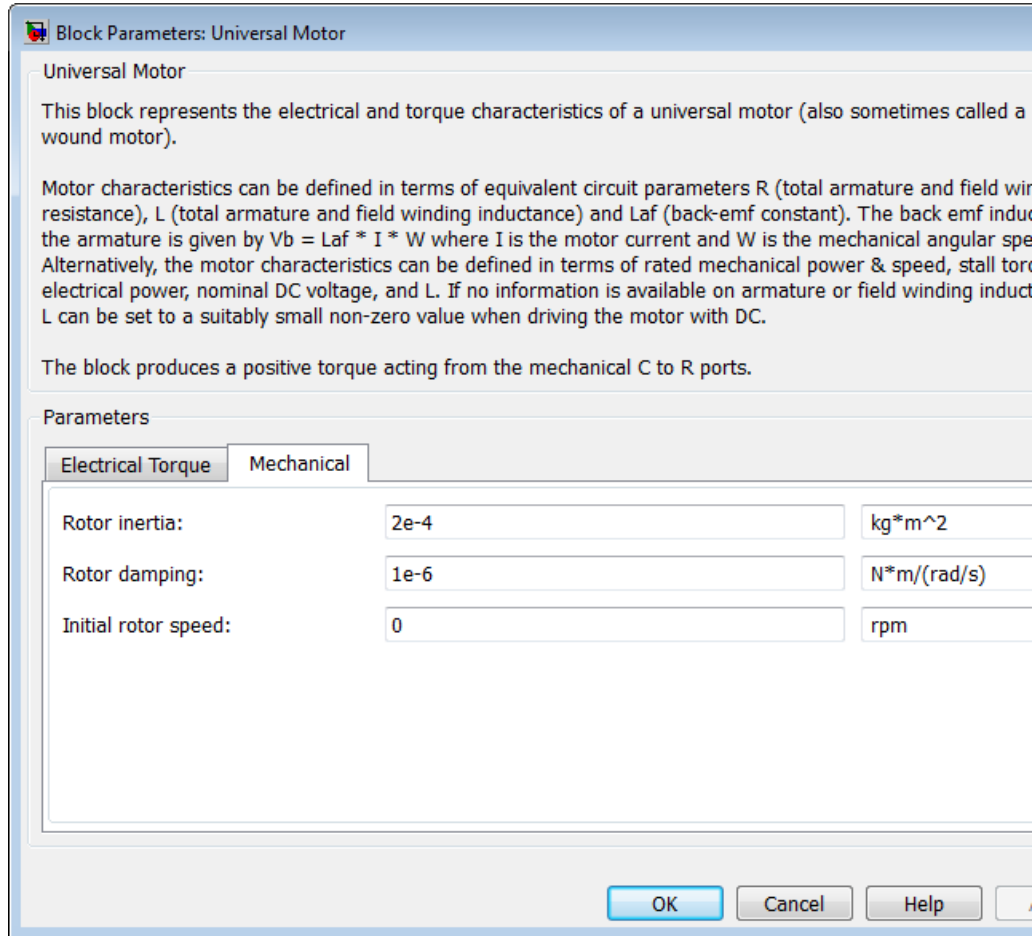 Block Parameters: Universal Motor
Universal Motor
This block represents the electrical and torque characteristics of a universal motor (also sometimes called a
wound motor).
Motor characteristics can be defined in terms of equivalent circuit parameters R (total armature and field
resistance), L (total armature and field winding inductance) and Laf (back-emf constant). The back emf
the armature is given by Vb = Laf * I * W where I is the motor current and W is the mechanical angular
Alternatively, the motor characteristics can be defined in terms of rated mechanical power & speed, stall
electrical power, nominal DC voltage, and L. If no information is available on armature or field winding
L can be set to a suitably small non-zero value when driving the motor with DC.
The block produces a positive torque acting from the mechanical C to R ports.
Parameters
Electrical Torque Mechanical
Rotor inertia: 2e-4 kg*m^2
Rotor damping: 1e-6 N*m/(rad/s)
Initial rotor speed: 0 rpm
OK Cancel Help